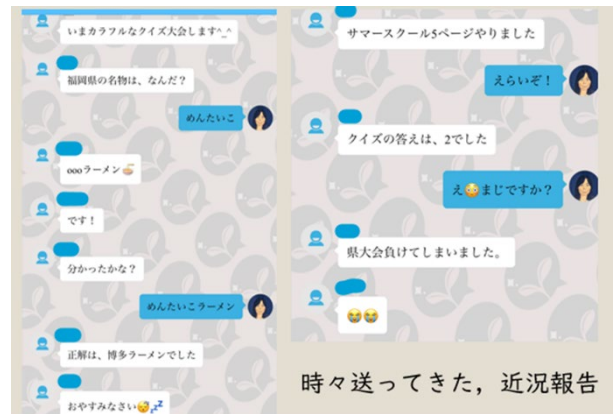 いまカラフルなクイズ大会します^_^
福岡県の名物は、なんだ？
めんたいこ
oooラーメン🍜
です！
分かったかな？
めんたいこラーメン
正解は、博多ラーメンでした
おやすみなさい😴💤
サマースクール5ページやりました
えらいぞ！
クイズの答えは、2でした
え😳まじですか？
県大会負けてしまいました。
😭😭
時々送ってきた，近況報告